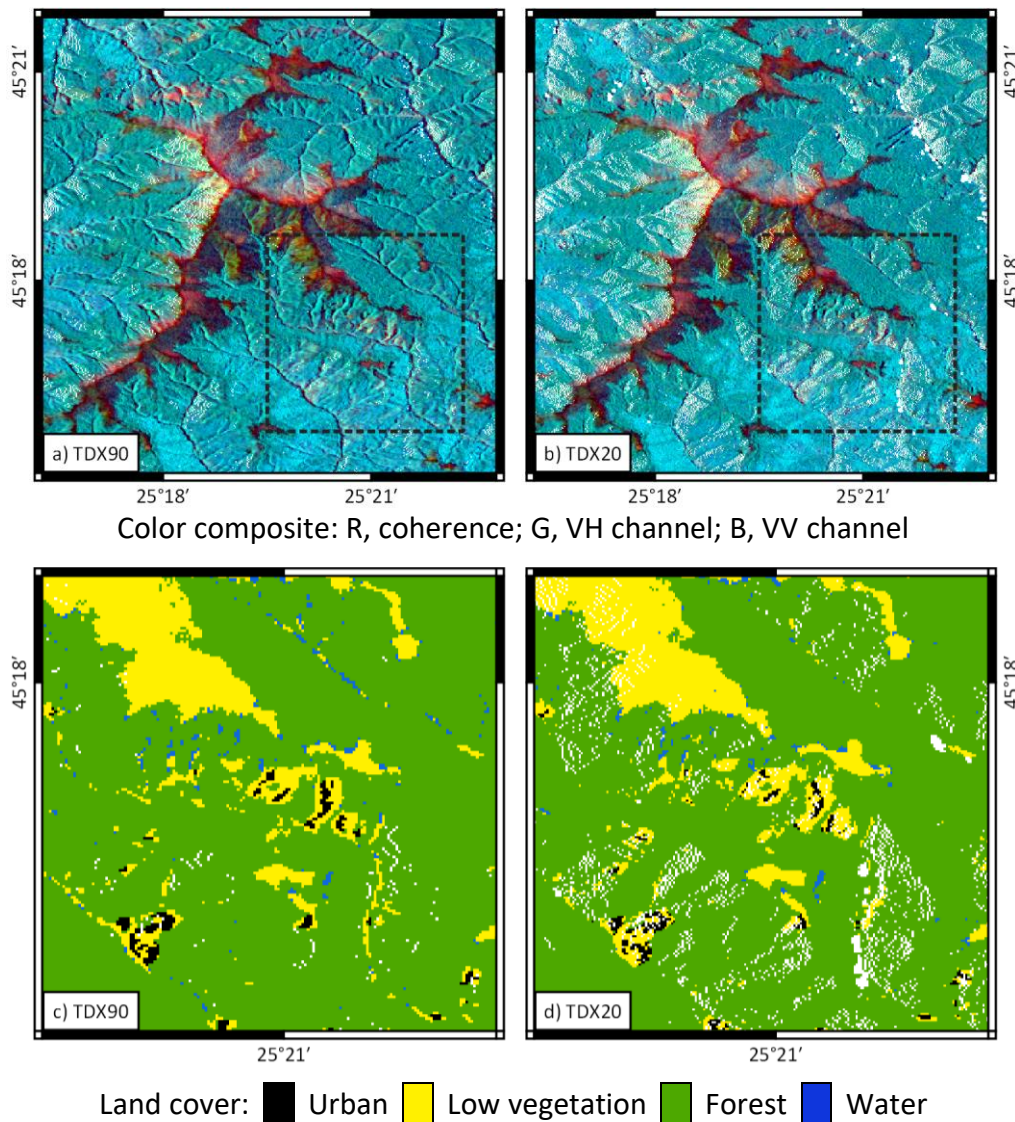 45°21′
45°18′
a) TDX90
25°18′ 25°21′
b) TDX20
45°21′
45°18′
25°18′ 25°21′
Color composite: R, coherence; G, VH channel; B, VV channel
45°18′
c) TDX90
25°21′
d) TDX20
45°18′
25°21′
Land cover: Urban Low vegetation Forest Water